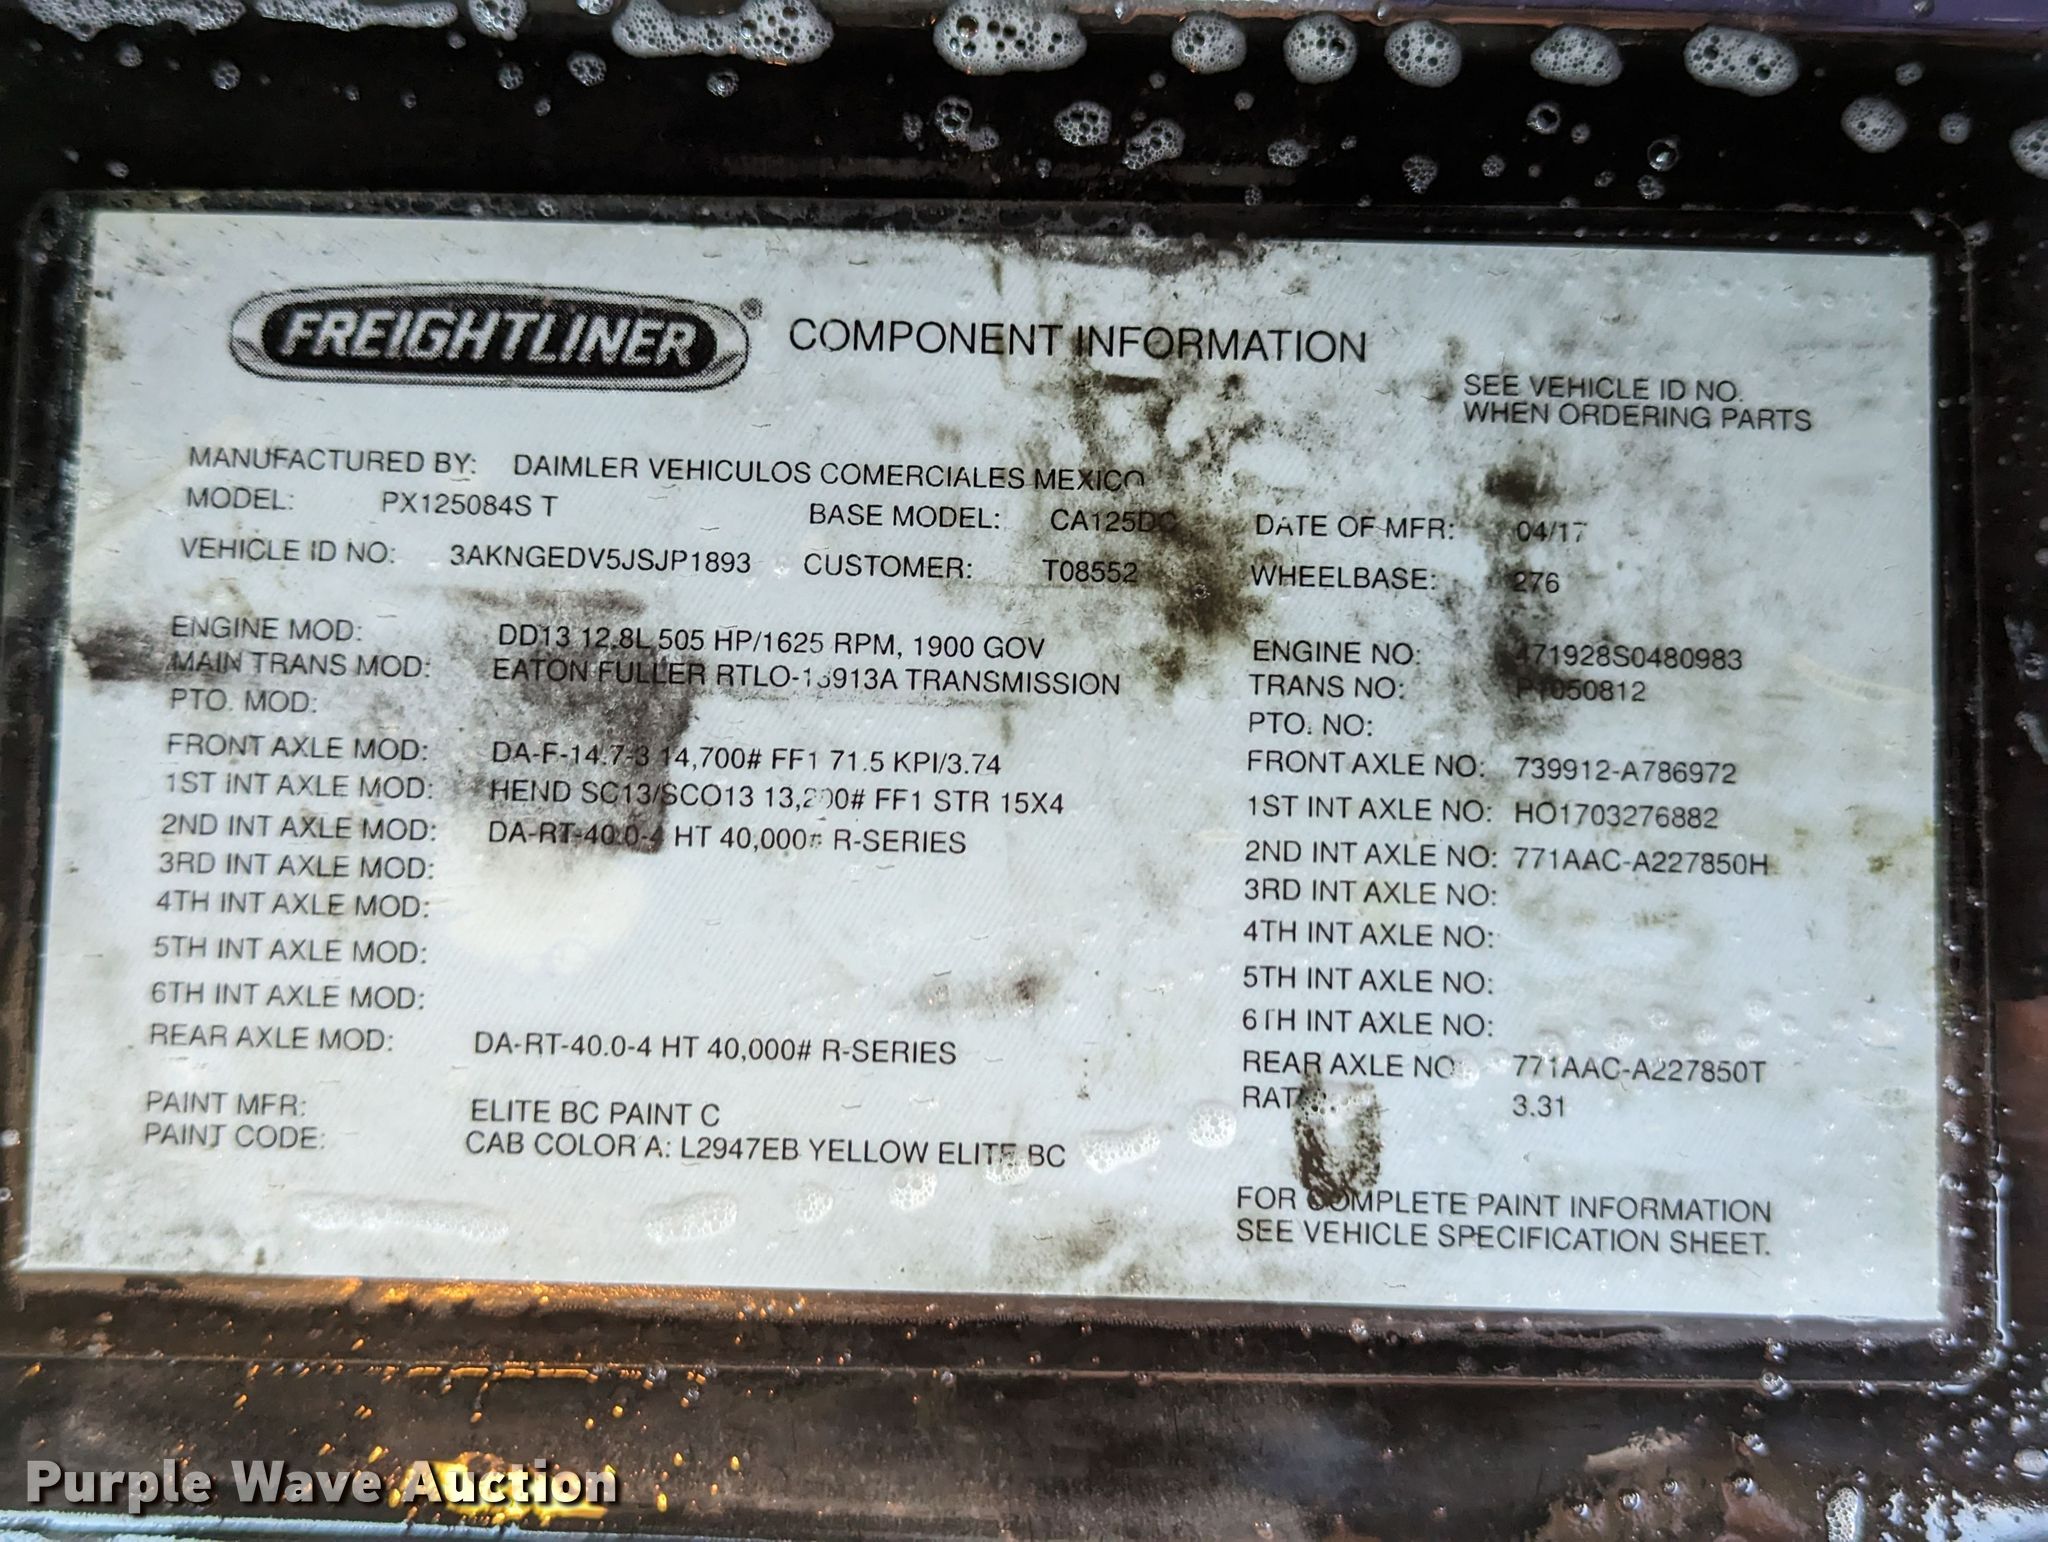 FREIGHTLINER® COMPONENT INFORMATION
SEE VEHICLE ID NO.
WHEN ORDERING PARTS
MANUFACTURED BY: DAIMLER VEHICULOS COMERCIALES MEXICO
MODEL: PX125084S T BASE MODEL: CA125DC DATE OF MFR: 04/17
VEHICLE ID NO: 3AKNGEDV5JSJP1893 CUSTOMER: T08552 WHEELBASE: 276
ENGINE MOD: DD13 12.8L 505 HP/1625 RPM, 1900 GOV ENGINE NO: 471928S0480983
MAIN TRANS MOD: EATON FULLER TRANSMISSION TRANS NO:
PTO. MOD: PTO. NO:
FRONT AXLE MOD: DA-F-14.7-3 14,700# FF1 71.5 KPI/3.74 FRONT AXLE NO: 739912-A786972
1ST INT AXLE MOD: HEND SC13/SCO13 13,200# FF1 STR 15X4 1ST INT AXLE NO: HO1703276882
2ND INT AXLE MOD: DA-RT-40.0-4 HT 40,000# R-SERIES 2ND INT AXLE NO: 771AAC-A227850H
3RD INT AXLE MOD: 3RD INT AXLE NO:
4TH INT AXLE MOD: 4TH INT AXLE NO:
5TH INT AXLE MOD: 5TH INT AXLE NO:
6TH INT AXLE MOD: 6TH INT AXLE NO:
REAR AXLE MOD: DA-RT-40.0-4 HT 40,000# R-SERIES REAR AXLE NO: 771AAC-A227850T
3.31
PAINT MFR: ELITE BC PAINT C
PAINT CODE: CAB COLOR A: L2947EB YELLOW ELITE BC
FOR COMPLETE PAINT INFORMATION
SEE VEHICLE SPECIFICATION SHEET.
Purple Wave Auction